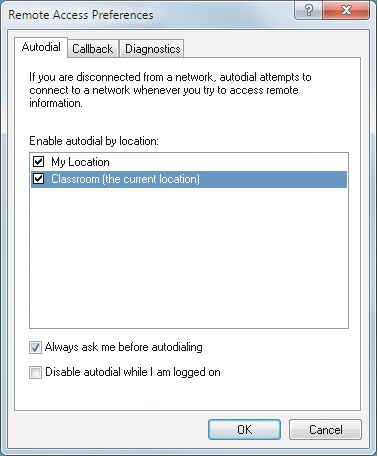 Remote Access Preferences
?
Autodial
Callback
Diagnostics
If you are disconnected from a network, autodial attempts to
connect to a network whenever you try to access remote
information.
Enable autodial by location:
My Location
Classroom (the current location)
Always ask me before autodialing
Disable autodial while I am logged on
OK
Cancel